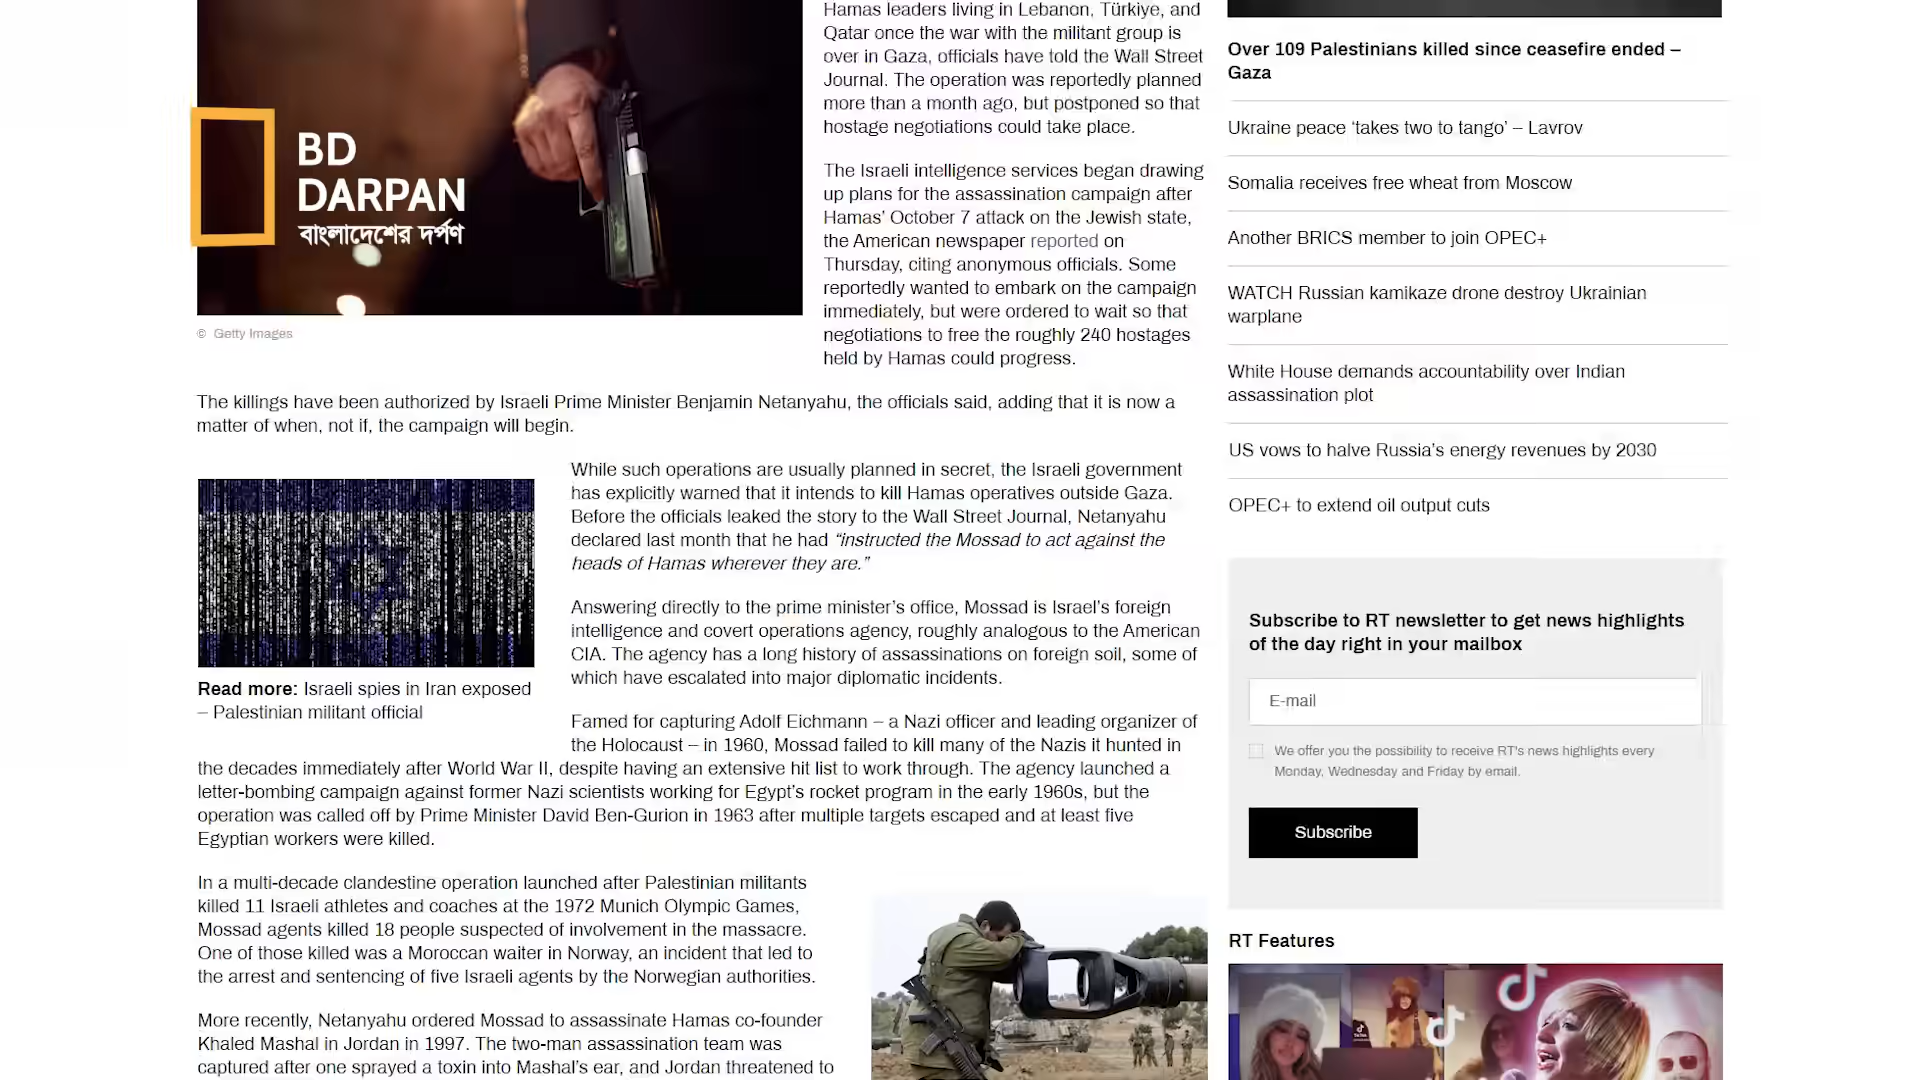 Hamas leaders living in Lebanon, Türkiye, and
Qatar once the war with the militant group is
over in Gaza, officials have told the Wall Street
Journal. The operation was reportedly planned
more than a month ago, but postponed so that
hostage negotiations could take place.
The Israeli intelligence services began drawing
up plans for the assassination campaign after
Hamas’ October 7 attack on the Jewish state,
the American newspaper reported on
Thursday, citing anonymous officials. Some
reportedly wanted to embark on the campaign
immediately, but were ordered to wait so that
negotiations to free the roughly 240 hostages
held by Hamas could progress.
BD
DARPAN
বাংলাদেশের দর্পণ
© Getty Images
The killings have been authorized by Israeli Prime Minister Benjamin Netanyahu, the officials said, adding that it is now a
matter of when, not if, the campaign will begin.
While such operations are usually planned in secret, the Israeli government
has explicitly warned that it intends to kill Hamas operatives outside Gaza.
Before the officials leaked the story to the Wall Street Journal, Netanyahu
declared last month that he had “instructed the Mossad to act against the
heads of Hamas wherever they are.”
Answering directly to the prime minister’s office, Mossad is Israel’s foreign
intelligence and covert operations agency, roughly analogous to the American
CIA. The agency has a long history of assassinations on foreign soil, some of
which have escalated into major diplomatic incidents.
Read more: Israeli spies in Iran exposed
– Palestinian militant official
Famed for capturing Adolf Eichmann – a Nazi officer and leading organizer of
the Holocaust – in 1960, Mossad failed to kill many of the Nazis it hunted in
the decades immediately after World War II, despite having an extensive hit list to work through. The agency launched a
letter-bombing campaign against former Nazi scientists working for Egypt’s rocket program in the early 1960s, but the
operation was called off by Prime Minister David Ben-Gurion in 1963 after multiple targets escaped and at least five
Egyptian workers were killed.
In a multi-decade clandestine operation launched after Palestinian militants
killed 11 Israeli athletes and coaches at the 1972 Munich Olympic Games,
Mossad agents killed 18 people suspected of involvement in the massacre.
One of those killed was a Moroccan waiter in Norway, an incident that led to
the arrest and sentencing of five Israeli agents by the Norwegian authorities.
More recently, Netanyahu ordered Mossad to assassinate Hamas co-founder
Khaled Mashal in Jordan in 1997. The two-man assassination team was
captured after one sprayed a toxin into Mashal’s ear, and Jordan threatened to
Over 109 Palestinians killed since ceasefire ended –
Gaza
Ukraine peace ‘takes two to tango’ – Lavrov
Somalia receives free wheat from Moscow
Another BRICS member to join OPEC+
WATCH Russian kamikaze drone destroy Ukrainian
warplane
White House demands accountability over Indian
assassination plot
US vows to halve Russia’s energy revenues by 2030
OPEC+ to extend oil output cuts
Subscribe to RT newsletter to get news highlights
of the day right in your mailbox
E-mail
We offer you the possibility to receive RT’s news highlights every
Monday, Wednesday and Friday by email.
Subscribe
RT Features